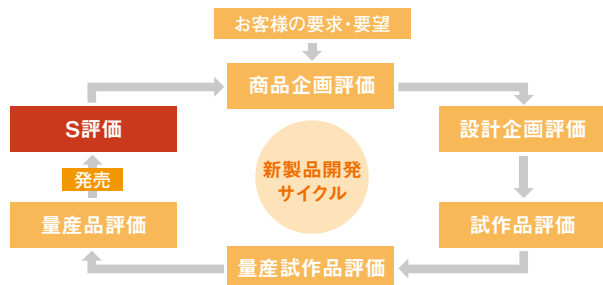 お客様の要求・要望
商品企画評価
設計企画評価
試作品評価
量産試作品評価
量産品評価
発売
S評価
新製品開発
サイクル